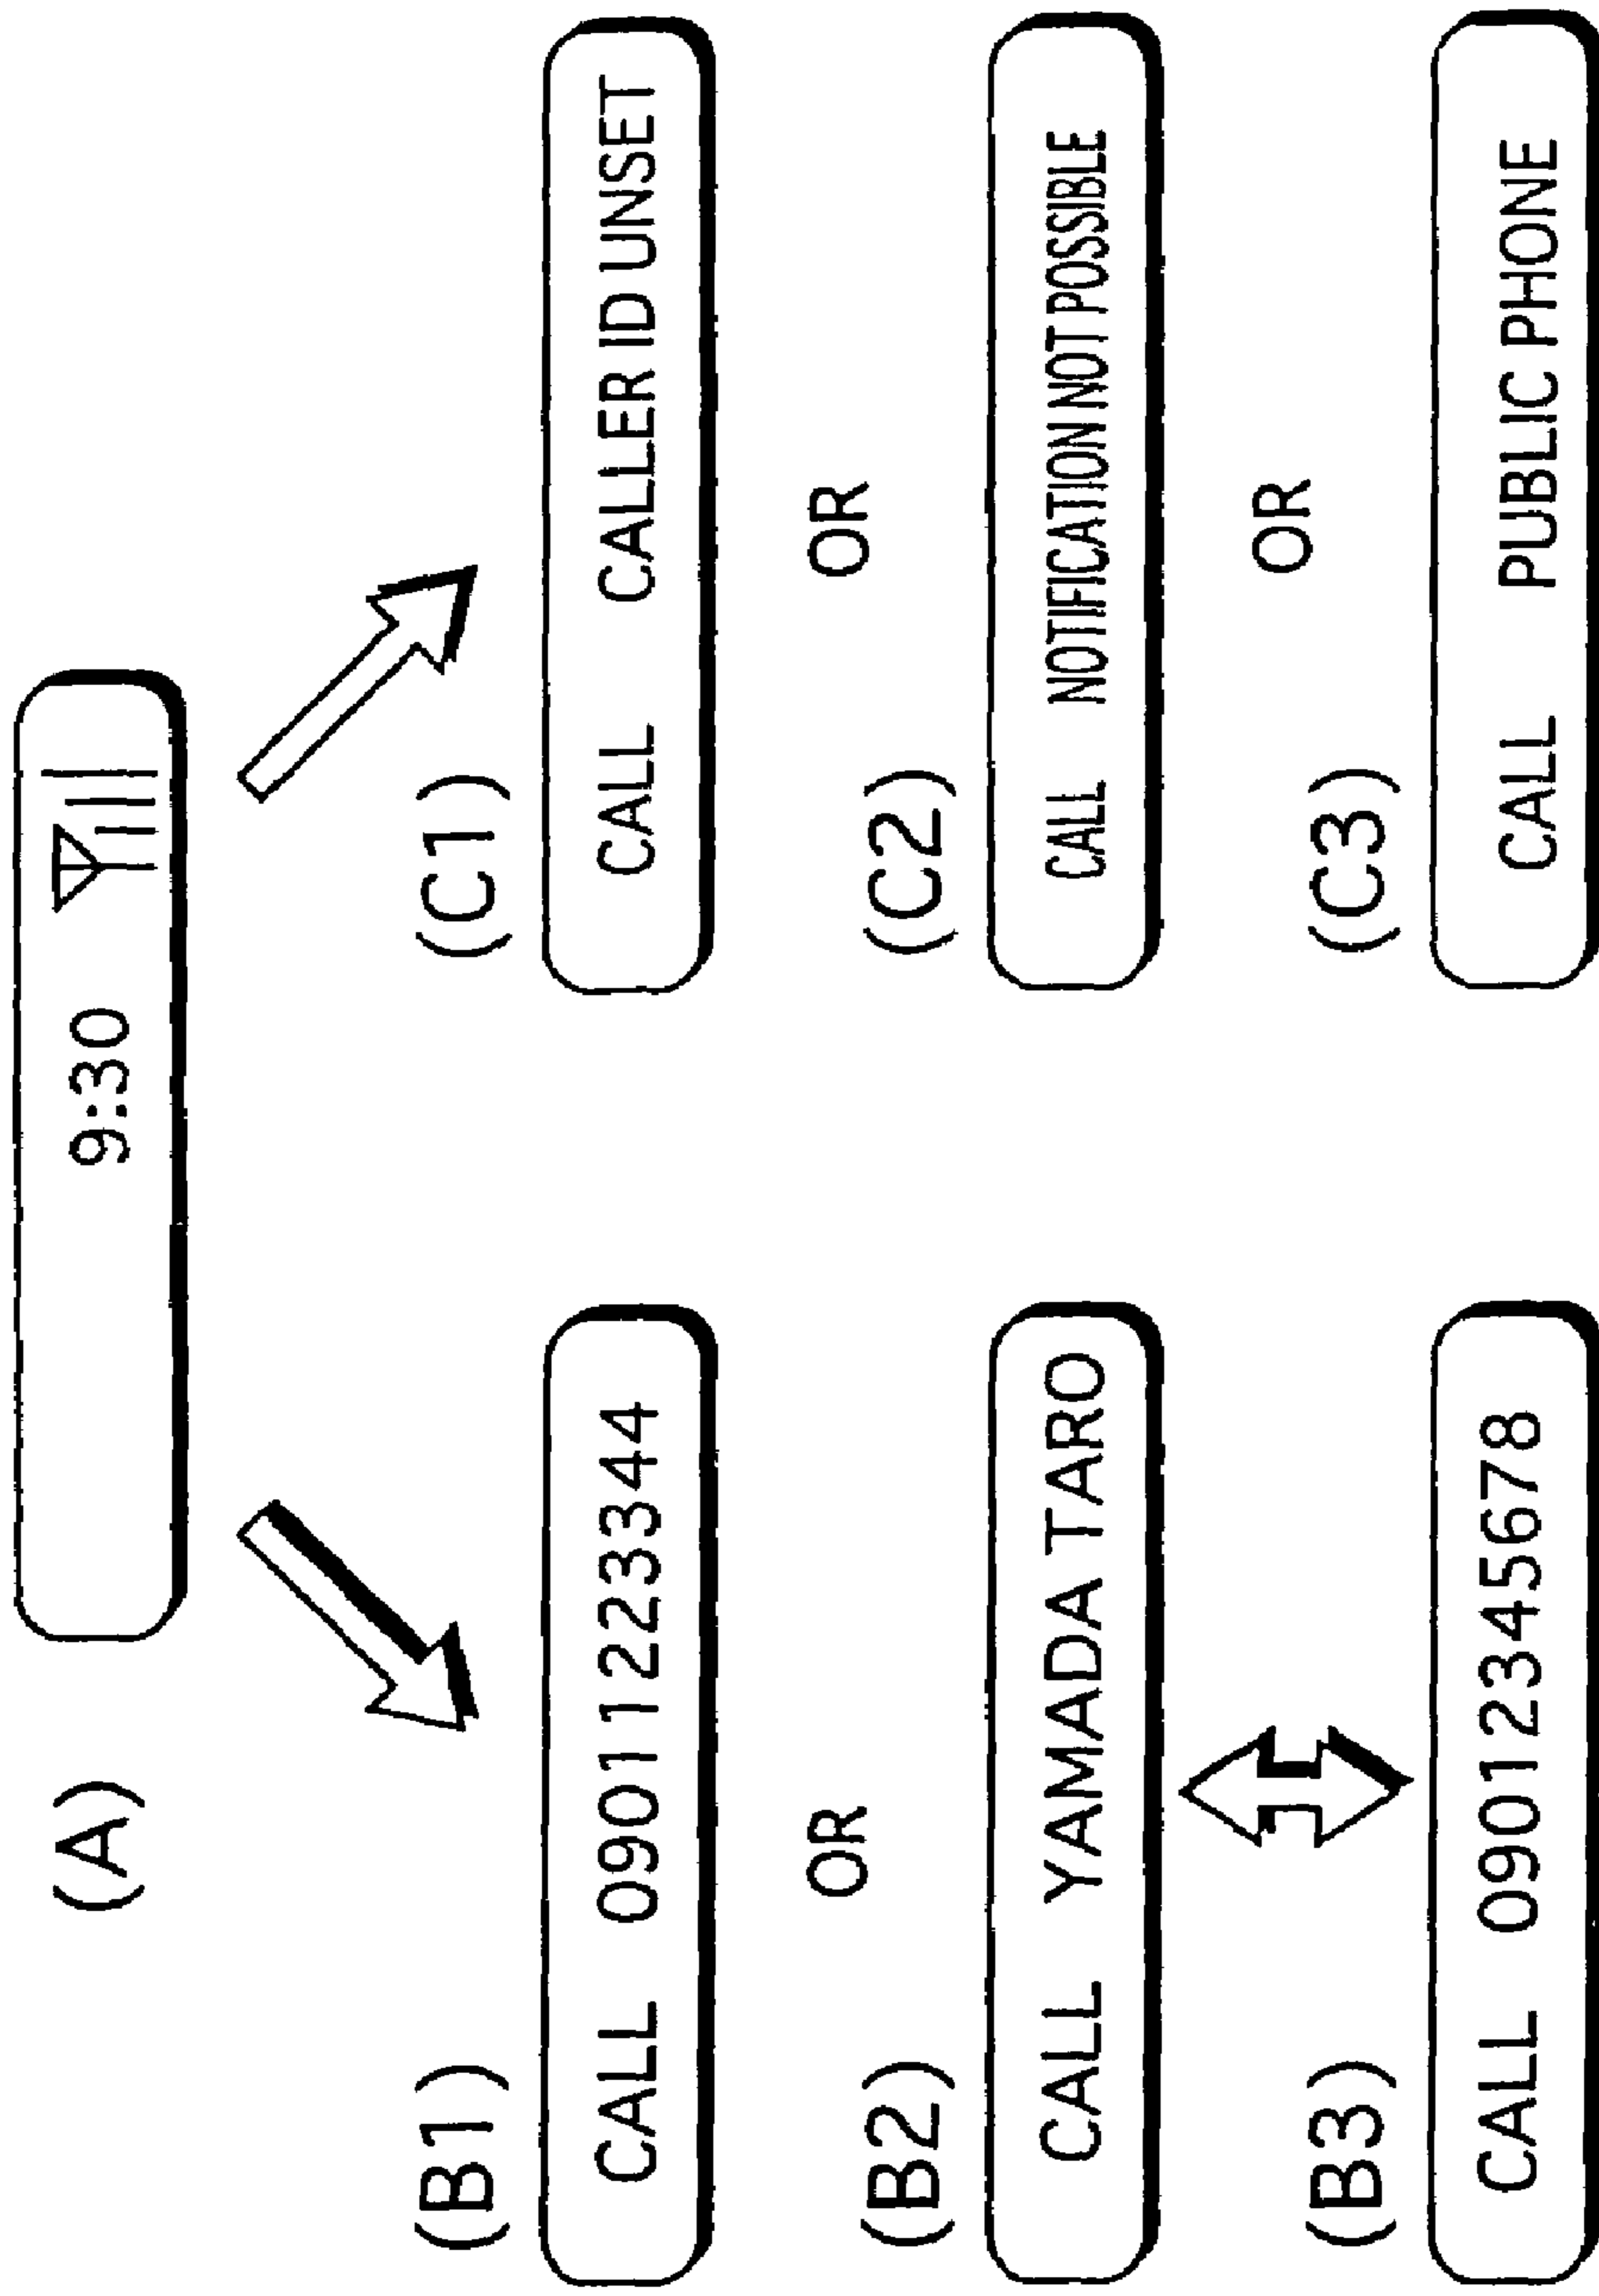 (A)
9:30
(B1)
CALL 09011223344
OR
(B2)
CALL YAMADA TARO
(B3)
CALL 09012345678
(C1)
CALL CALLER ID UNSET
OR
(C2)
CALL NOTIFICATION NOT POSSIBLE
OR
(C3)
CALL PUBLIC PHONE